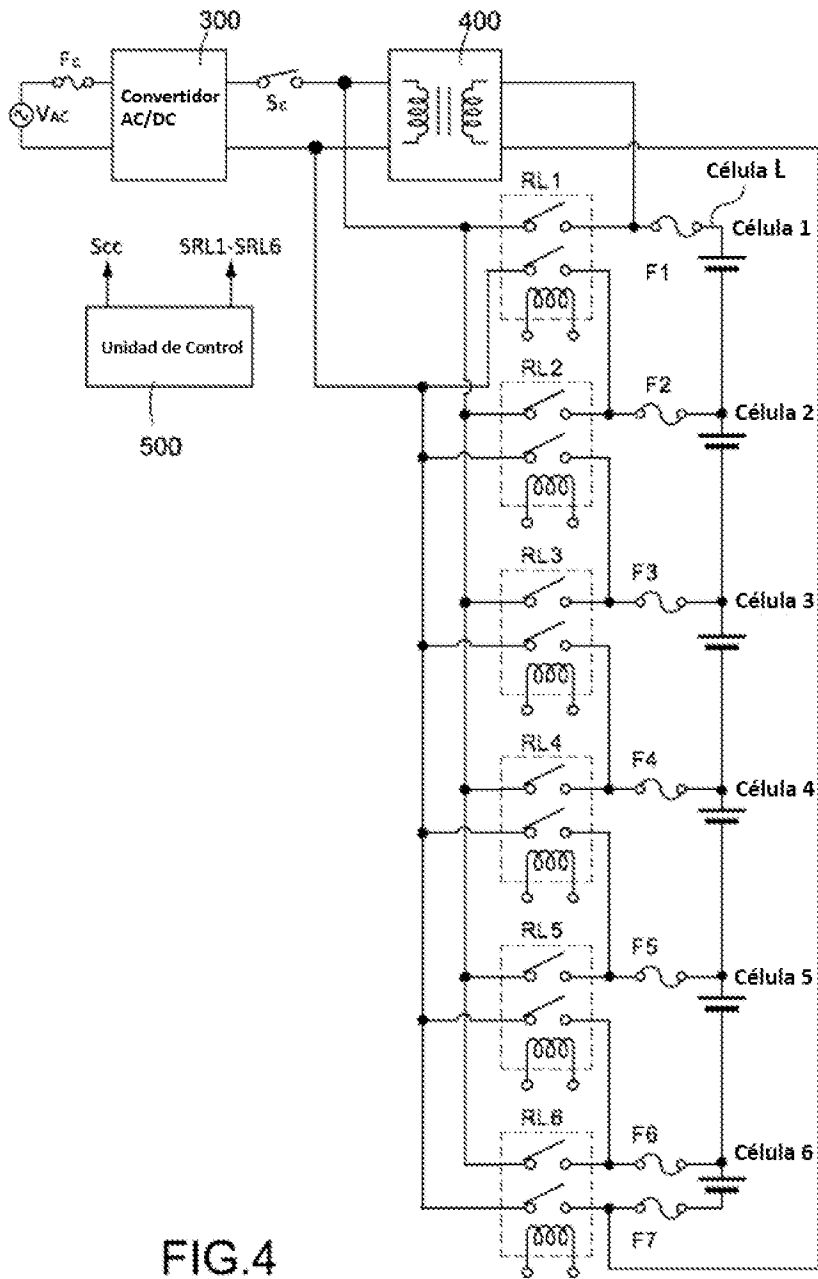 300
400
Fε
VAC
Convertidor
AC/DC
Sε
Célula L
RL1
Célula 1
F1
Scc
SRL1-SRL6
Unidad de Control
500
RL2
F2
Célula 2
RL3
F3
Célula 3
RL4
F4
Célula 4
RL5
F5
Célula 5
RL6
F6
Célula 6
F7
FIG.4